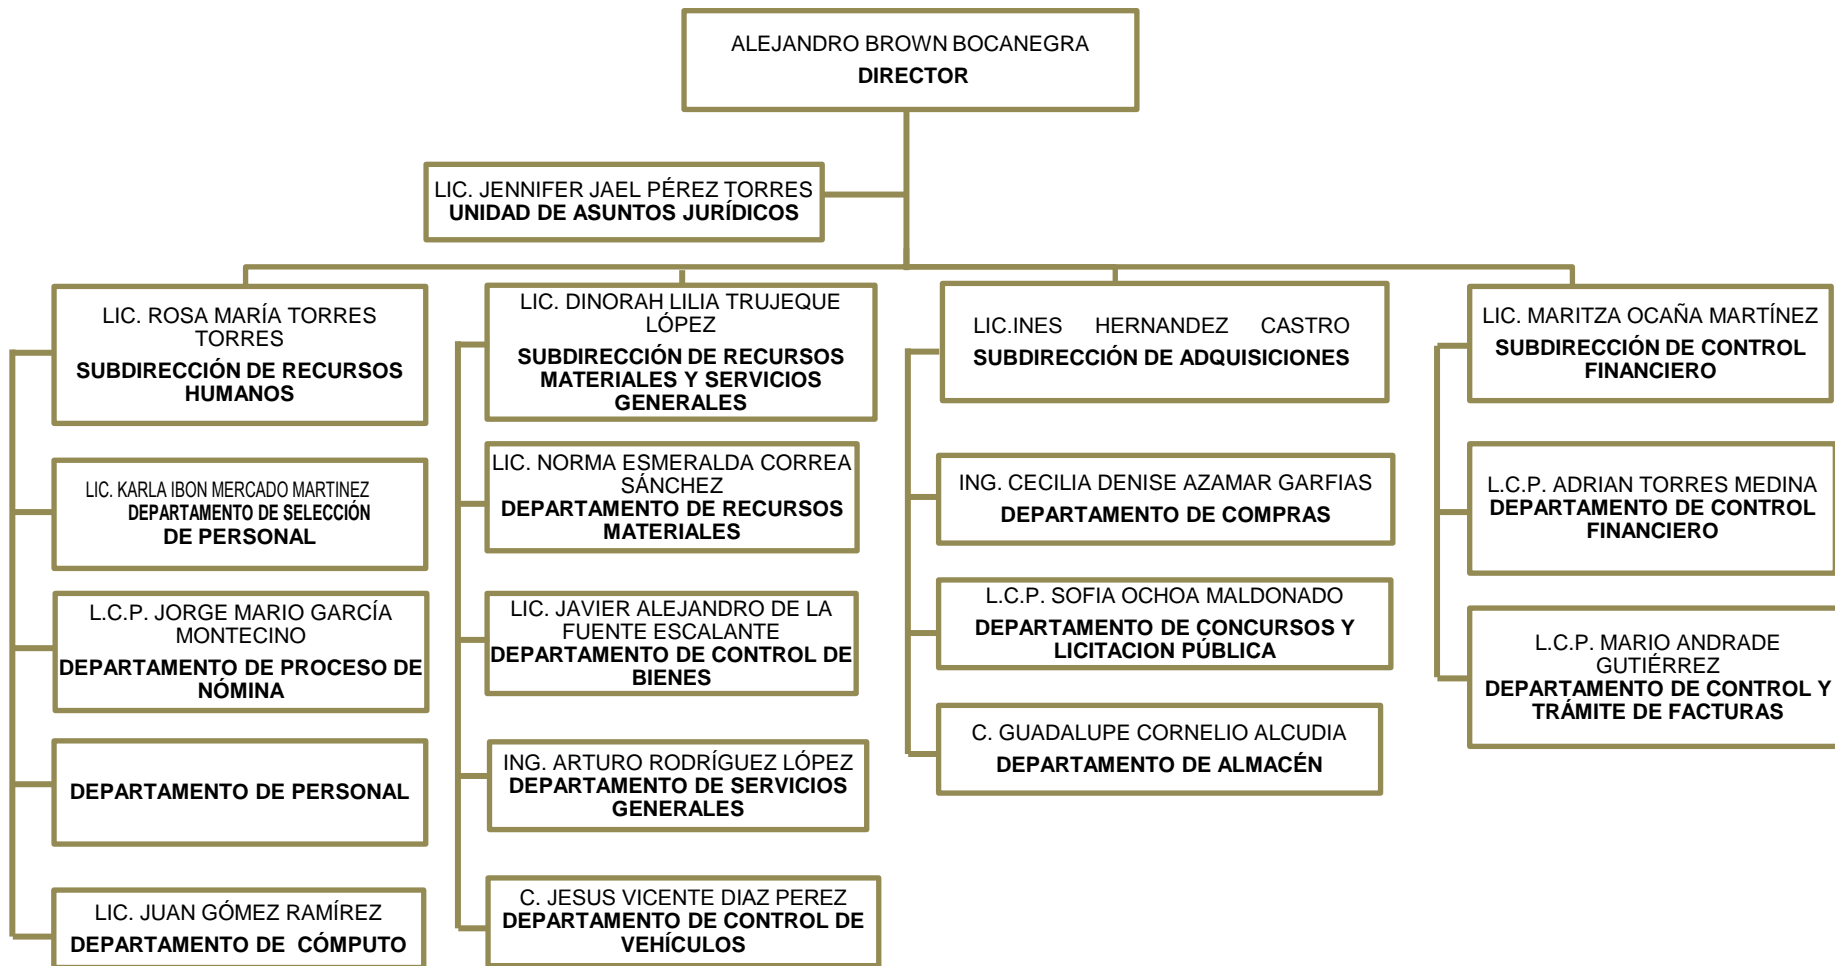 ALEJANDRO BROWN BOCANEGRA
DIRECTOR
LIC. JENNIFER JAEL PÉREZ TORRES
UNIDAD DE ASUNTOS JURÍDICOS
LIC. ROSA MARÍA TORRES
TORRES
SUBDIRECCIÓN DE RECURSOS
HUMANOS
LIC. KARLA IBON MERCADO MARTINEZ
DEPARTAMENTO DE SELECCIÓN
DE PERSONAL
L.C.P. JORGE MARIO GARCÍA
MONTECINO
DEPARTAMENTO DE PROCESO DE
NÓMINA
DEPARTAMENTO DE PERSONAL
LIC. JUAN GÓMEZ RAMÍREZ
DEPARTAMENTO DE CÓMPUTO
LIC. DINORAH LILIA TRUJEQUE
LÓPEZ
SUBDIRECCIÓN DE RECURSOS
MATERIALES Y SERVICIOS
GENERALES
LIC. NORMA ESMERALDA CORREA
SÁNCHEZ
DEPARTAMENTO DE RECURSOS
MATERIALES
LIC. JAVIER ALEJANDRO DE LA
FUENTE ESCALANTE
DEPARTAMENTO DE CONTROL DE
BIENES
ING. ARTURO RODRÍGUEZ LÓPEZ
DEPARTAMENTO DE SERVICIOS
GENERALES
C. JESUS VICENTE DIAZ PEREZ
DEPARTAMENTO DE CONTROL DE
VEHÍCULOS
LIC.INES HERNANDEZ CASTRO
SUBDIRECCIÓN DE ADQUISICIONES
ING. CECILIA DENISE AZAMAR GARFIAS
DEPARTAMENTO DE COMPRAS
L.C.P. SOFIA OCHOA MALDONADO
DEPARTAMENTO DE CONCURSOS Y
LICITACION PÚBLICA
C. GUADALUPE CORNELIO ALCUDIA
DEPARTAMENTO DE ALMACÉN
LIC. MARITZA OCAÑA MARTÍNEZ
SUBDIRECCIÓN DE CONTROL
FINANCIERO
L.C.P. ADRIAN TORRES MEDINA
DEPARTAMENTO DE CONTROL
FINANCIERO
L.C.P. MARIO ANDRADE
GUTIÉRREZ
DEPARTAMENTO DE CONTROL Y
TRÁMITE DE FACTURAS